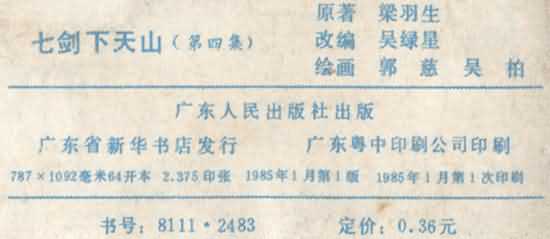 原著 梁羽生
七剑下天山（第四集） 改编 吴绿星
绘画 郭慈 吴柏
广东人民出版社出版
广东省新华书店发行 广东粤中印刷公司印刷
787×1092毫米64开本 2.375印张 1985年1月第1版 1985年1月第1次印刷
书号：8111·2483 定价：0.36元